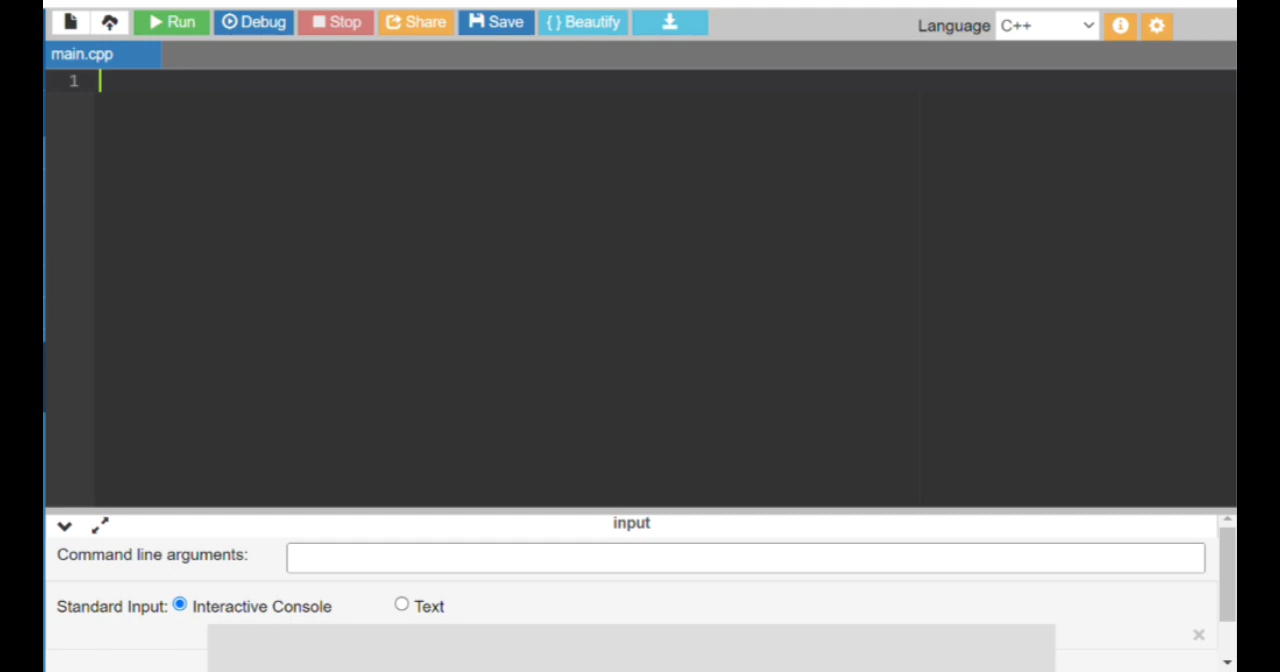 Run Debug Stop Share Save { } Beautify Language C++
main.cpp
1
input
Command line arguments:
Standard Input: Interactive Console Text